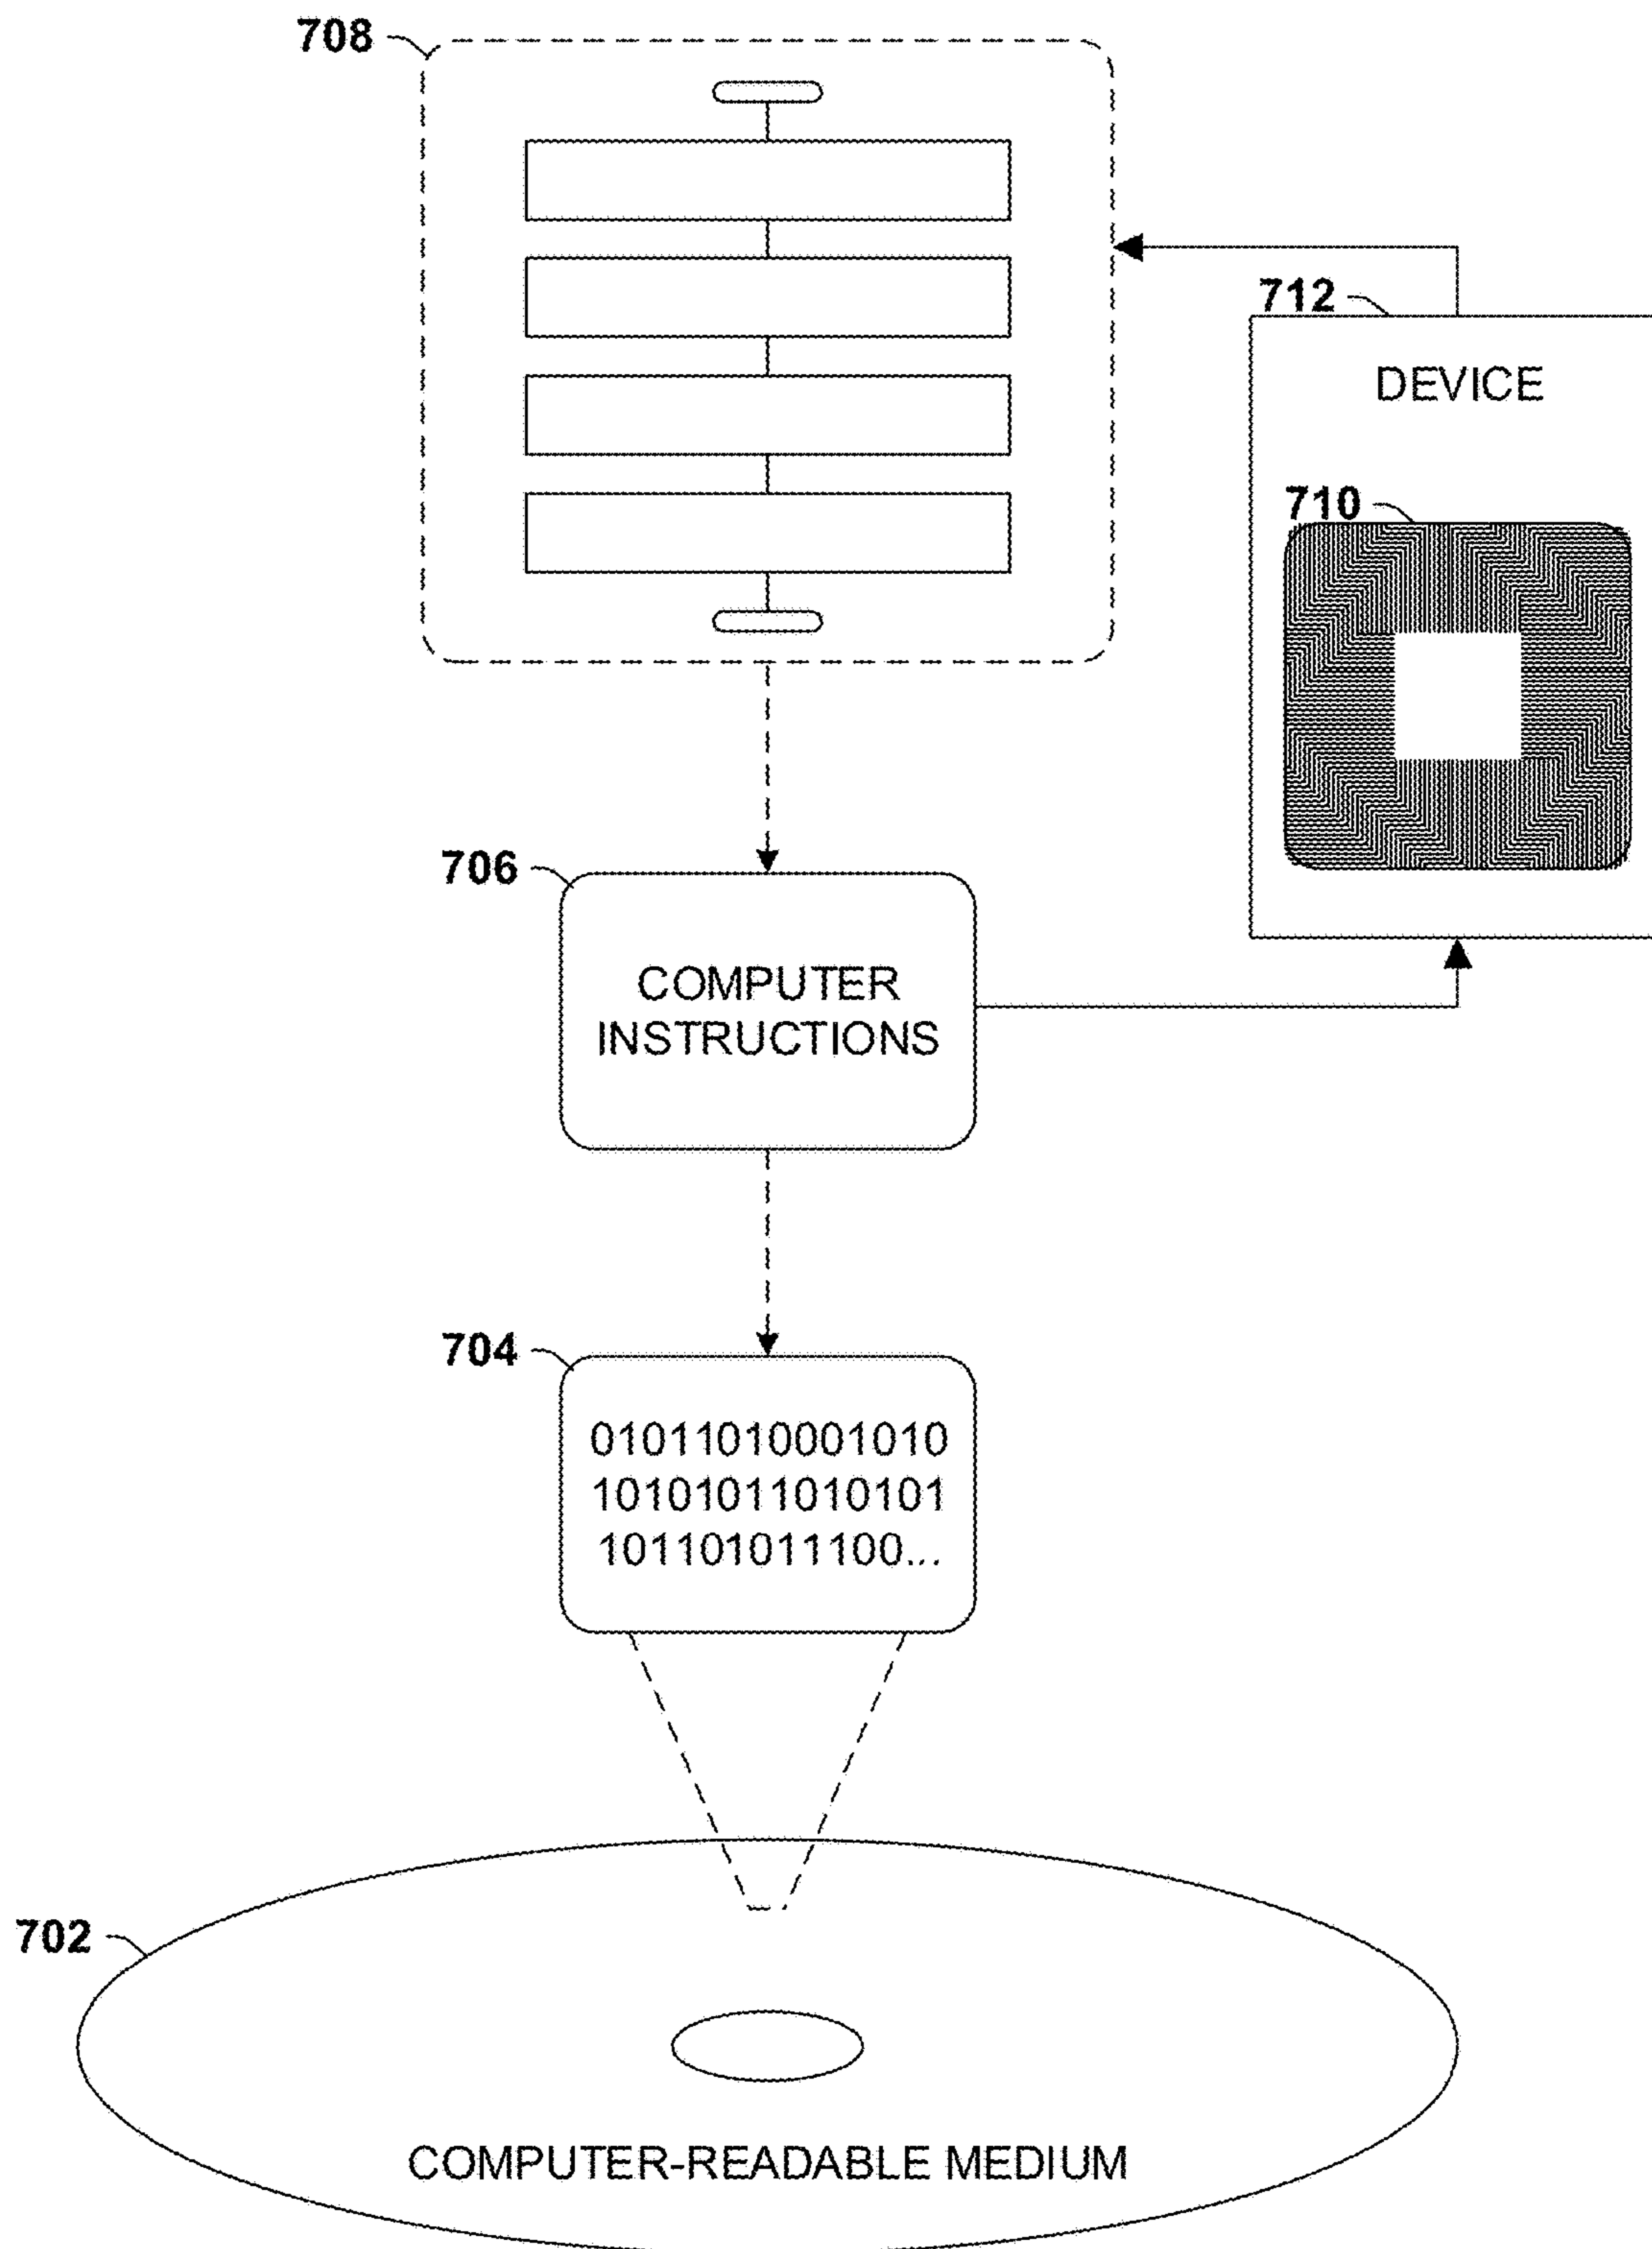 708
712
DEVICE
710
706
COMPUTER
INSTRUCTIONS
704
01011010001010
10101011010101
101101011100...
702
COMPUTER-READABLE MEDIUM